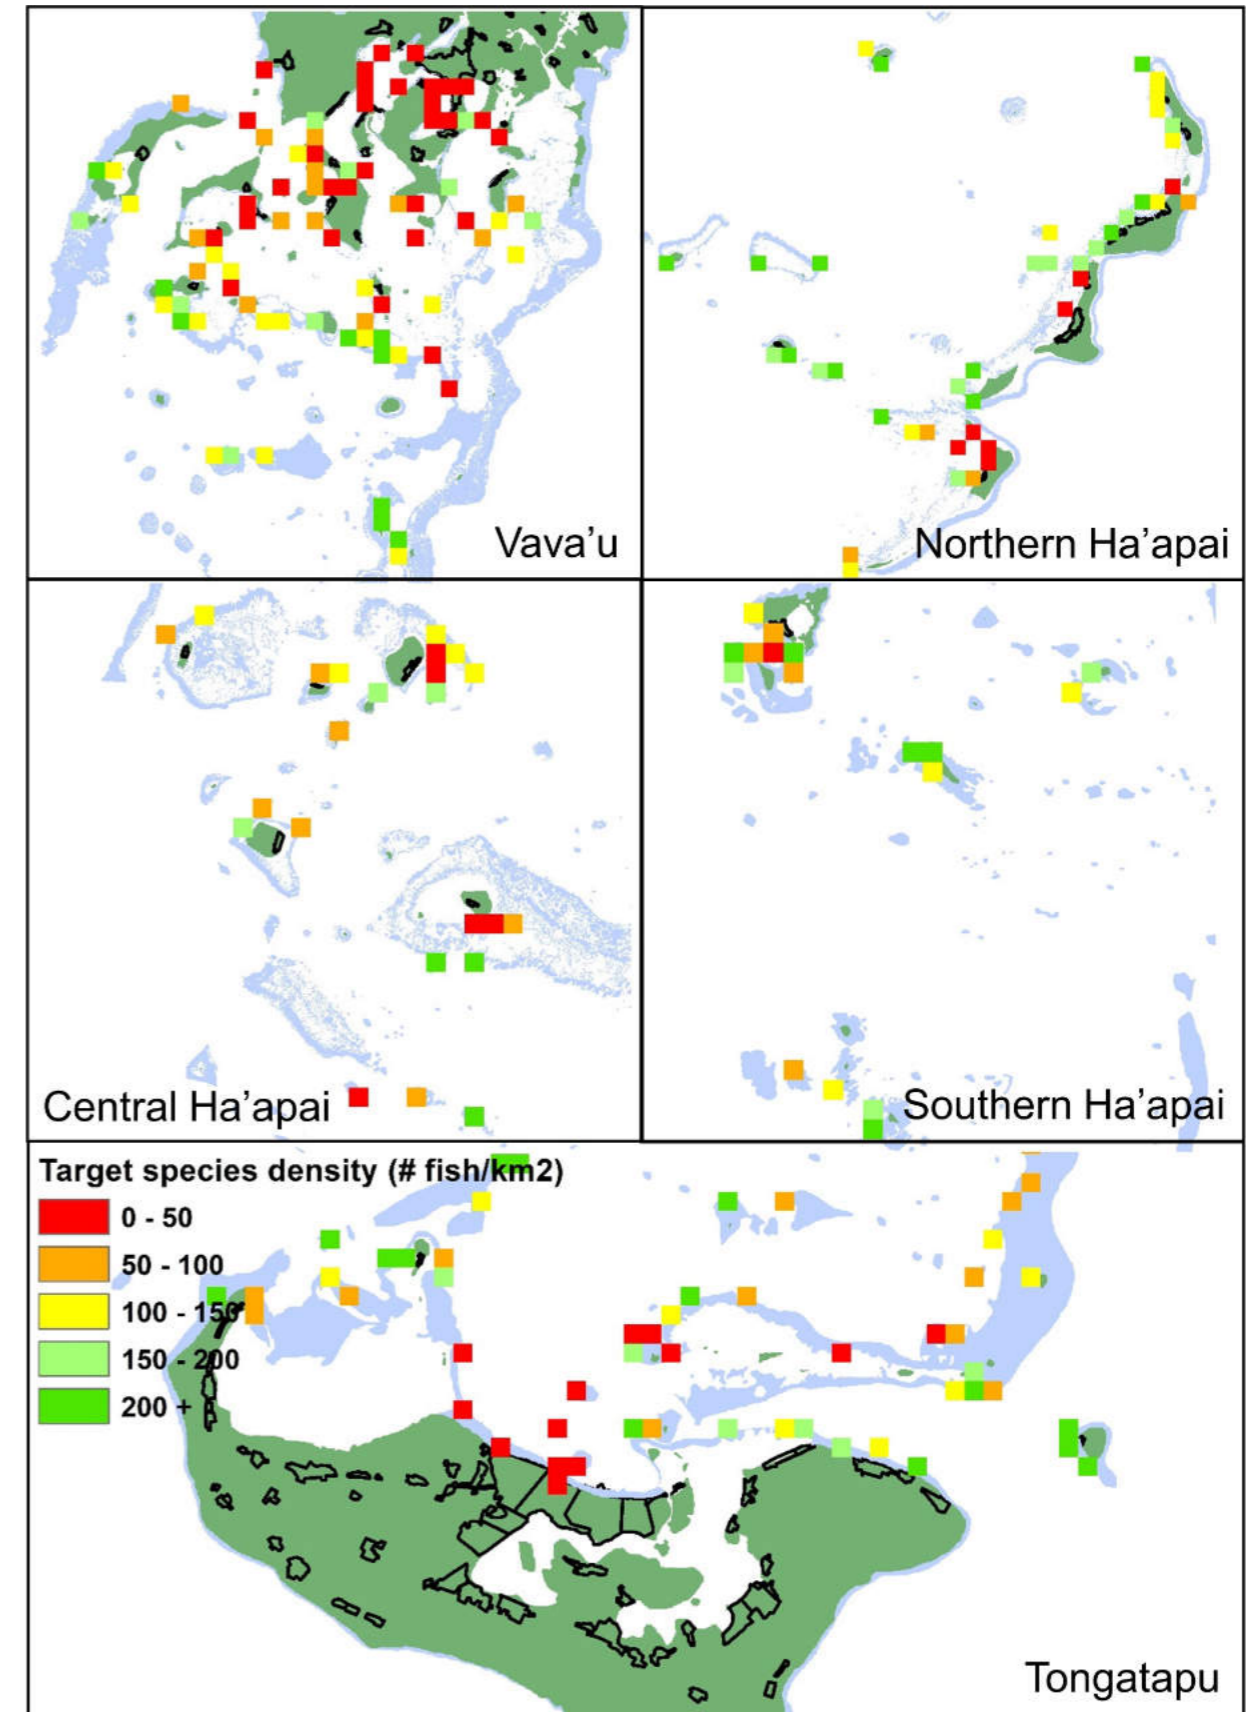 Vava’u
Northern Ha’apai
Central Ha’apai
Southern Ha’apai
Target species density (# fish/km2)
0 - 50
50 - 100
100 - 150
150 - 200
200 +
Tongatapu